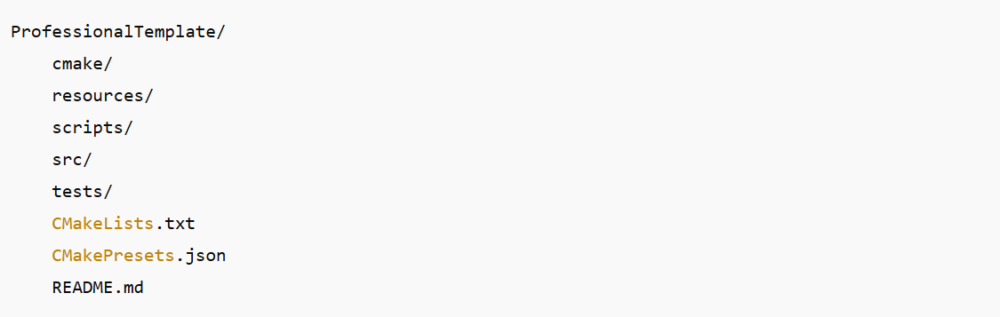 ProfessionalTemplate/
cmake/
resources/
scripts/
src/
tests/
CMakeLists.txt
CMakePresets.json
README.md